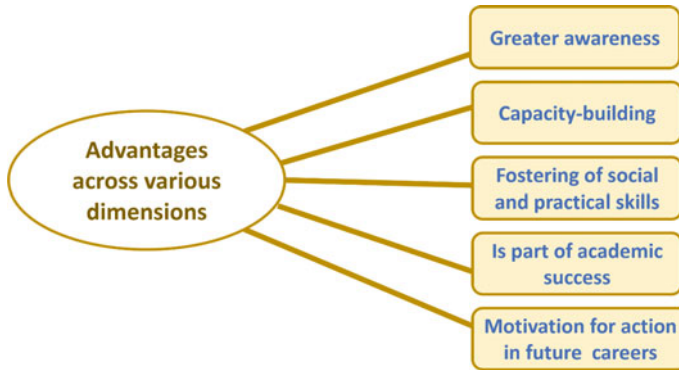 Advantages
across various
dimensions
Greater awareness
Capacity-building
Fostering of social
and practical skills
Is part of academic
success
Motivation for action
in future careers